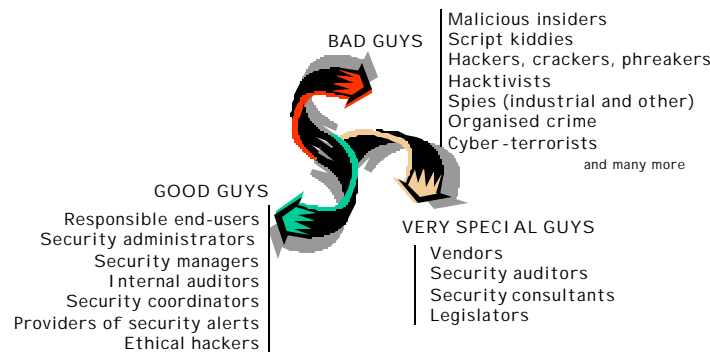 BAD GUYS
Malicious insiders
Script kiddies
Hackers, crackers, phreakers
Hacktivists
Spies (industrial and other)
Organised crime
Cyber-terrorists
and many more
GOOD GUYS
Responsible end-users
Security administrators
Security managers
Internal auditors
Security coordinators
Providers of security alerts
Ethical hackers
VERY SPECIAL GUYS
Vendors
Security auditors
Security consultants
Legislators